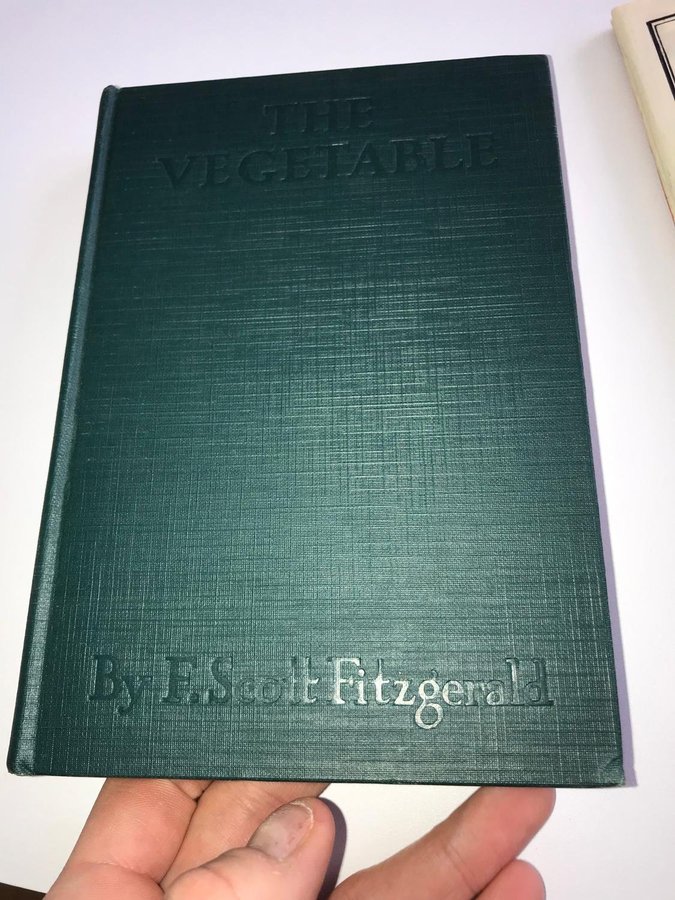 THE
VEGETABLE
By F. Scott Fitzgerald